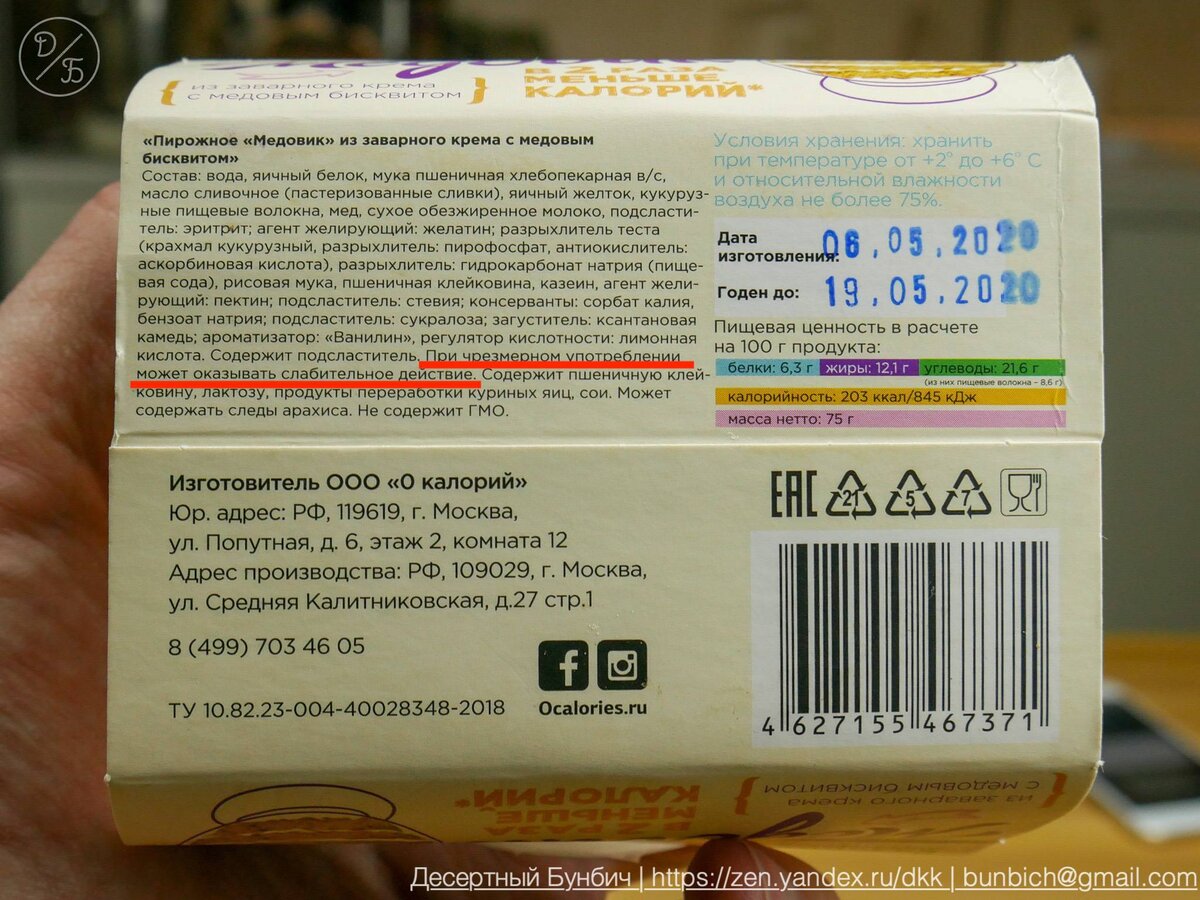 Д/Б
из заварного крема
с медовым бисквитом
В 2 РАЗА
МЕНЬШЕ
КАЛОРИЙ*
«Пирожное «Медовик» из заварного крема с медовым
бисквитом»
Состав: вода, яичный белок, мука пшеничная хлебопекарная в/с,
масло сливочное (пастеризованные сливки), яичный желток, кукуруз-
ные пищевые волокна, мед, сухое обезжиренное молоко, подсласти-
тель: эритрит; агент желирующий: желатин; разрыхлитель теста
(крахмал кукурузный, разрыхлитель: пирофосфат, антиокислитель:
аскорбиновая кислота), разрыхлитель: гидрокарбонат натрия (пище-
вая сода), рисовая мука, пшеничная клейковина, казеин, агент жели-
рующий: пектин; подсластитель: стевия; консерванты: сорбат калия,
бензоат натрия; подсластитель: сукралоза; загуститель: ксантановая
камедь; ароматизатор: «Ванилин», регулятор кислотности: лимонная
кислота. Содержит подсластитель. При чрезмерном употреблении
может оказывать слабительное действие. Содержит пшеничную клей-
ковину, лактозу, продукты переработки куриных яиц, сои. Может
содержать следы арахиса. Не содержит ГМО.
Условия хранения: хранить
при температуре от +2° до +6° С
и относительной влажности
воздуха не более 75%.
Дата
изготовления: 06.05.2020
Годен до: 19.05.2020
Пищевая ценность в расчете
на 100 г продукта:
белки: 6,3 г жиры: 12,1 г углеводы: 21,6 г
(из них пищевые волокна – 8,6 г)
калорийность: 203 ккал/845 кДж
масса нетто: 75 г
Изготовитель ООО «0 калорий»
Юр. адрес: РФ, 119619, г. Москва,
ул. Попутная, д. 6, этаж 2, комната 12
Адрес производства: РФ, 109029, г. Москва,
ул. Средняя Калитниковская, д.27 стр.1
8 (499) 703 46 05
0calories.ru
ТУ 10.82.23-004-40028348-2018
ЕАС 21 5 7
4 627155 467371
из заварного крема
с медовым бисквитом
В 2 РАЗА
МЕНЬШЕ
КАЛОРИЙ*
Десертный Бунбич | https://zen.yandex.ru/dkk | bunbich@gmail.com